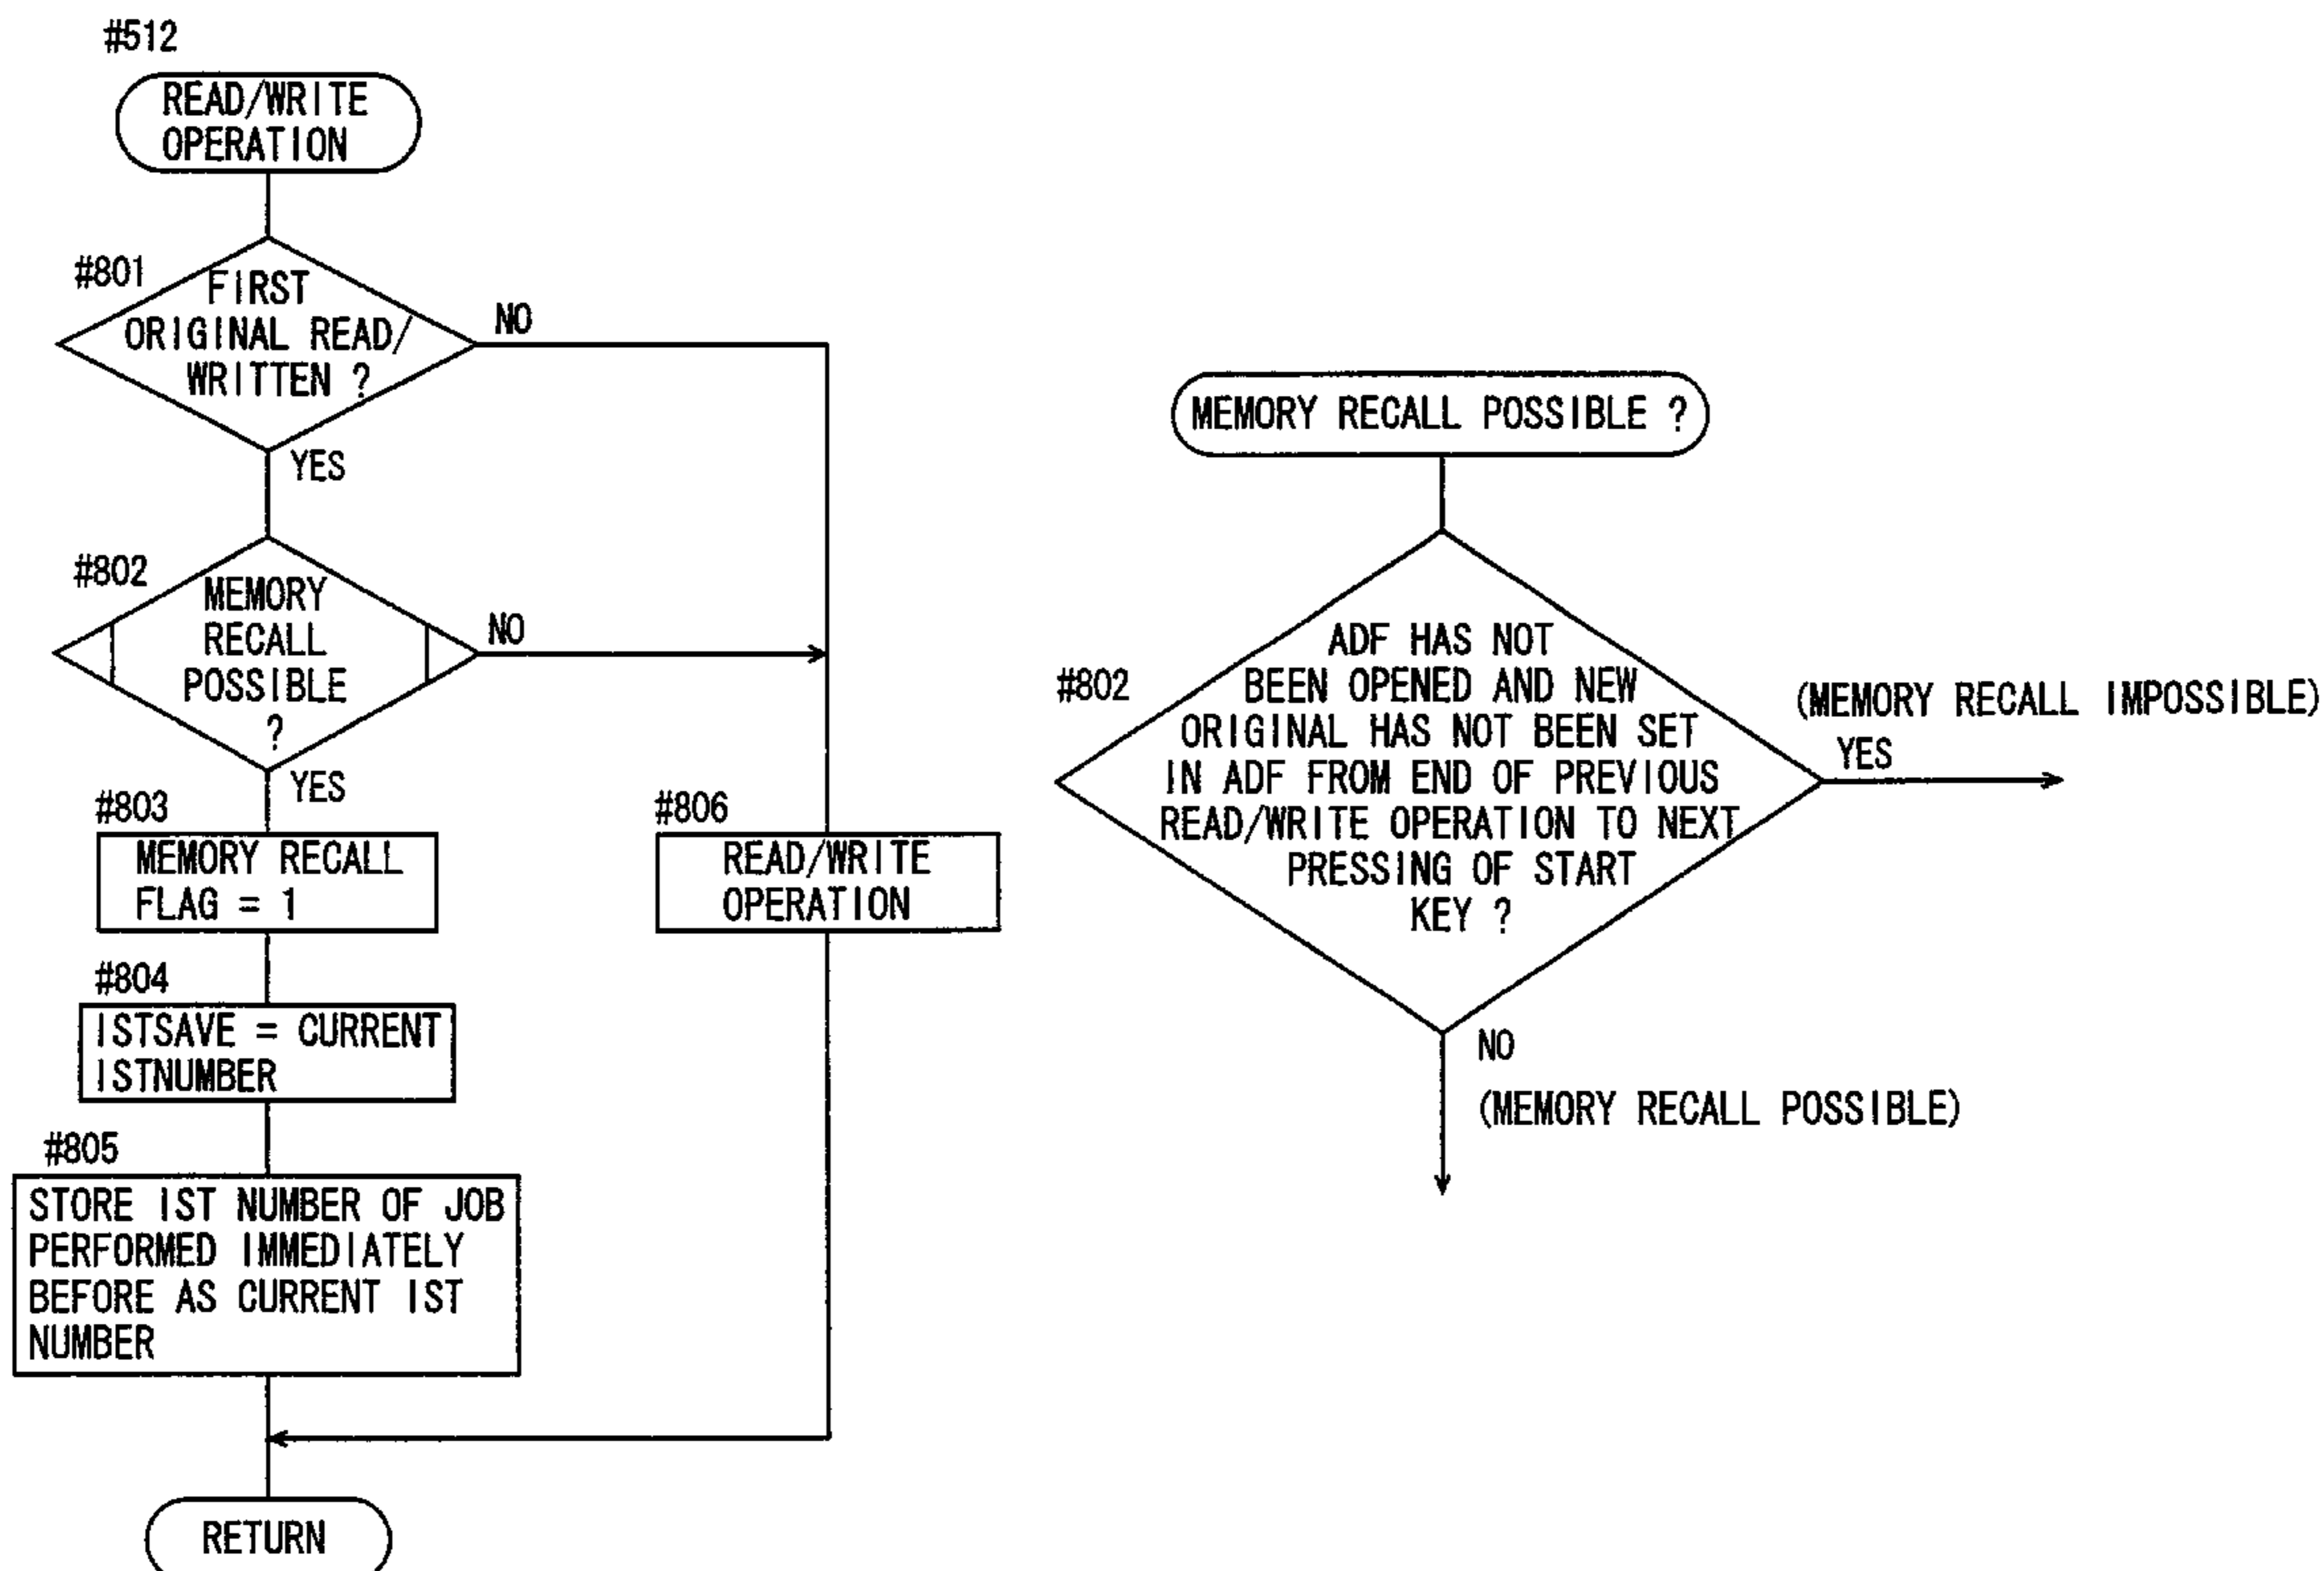 #512
READ/WRITE
OPERATION
#801
FIRST
ORIGINAL READ/
WRITTEN ?
NO
YES
#802
MEMORY
RECALL
POSSIBLE
?
NO
YES
#803
MEMORY RECALL
FLAG = 1
#804
ISTSAVE = CURRENT
ISTNUMBER
#805
STORE IST NUMBER OF JOB
PERFORMED IMMEDIATELY
BEFORE AS CURRENT IST
NUMBER
#806
READ/WRITE
OPERATION
RETURN
MEMORY RECALL POSSIBLE ?
#802
ADF HAS NOT
BEEN OPENED AND NEW
ORIGINAL HAS NOT BEEN SET
IN ADF FROM END OF PREVIOUS
READ/WRITE OPERATION TO NEXT
PRESSING OF START
KEY ?
(MEMORY RECALL IMPOSSIBLE)
YES
NO
(MEMORY RECALL POSSIBLE)